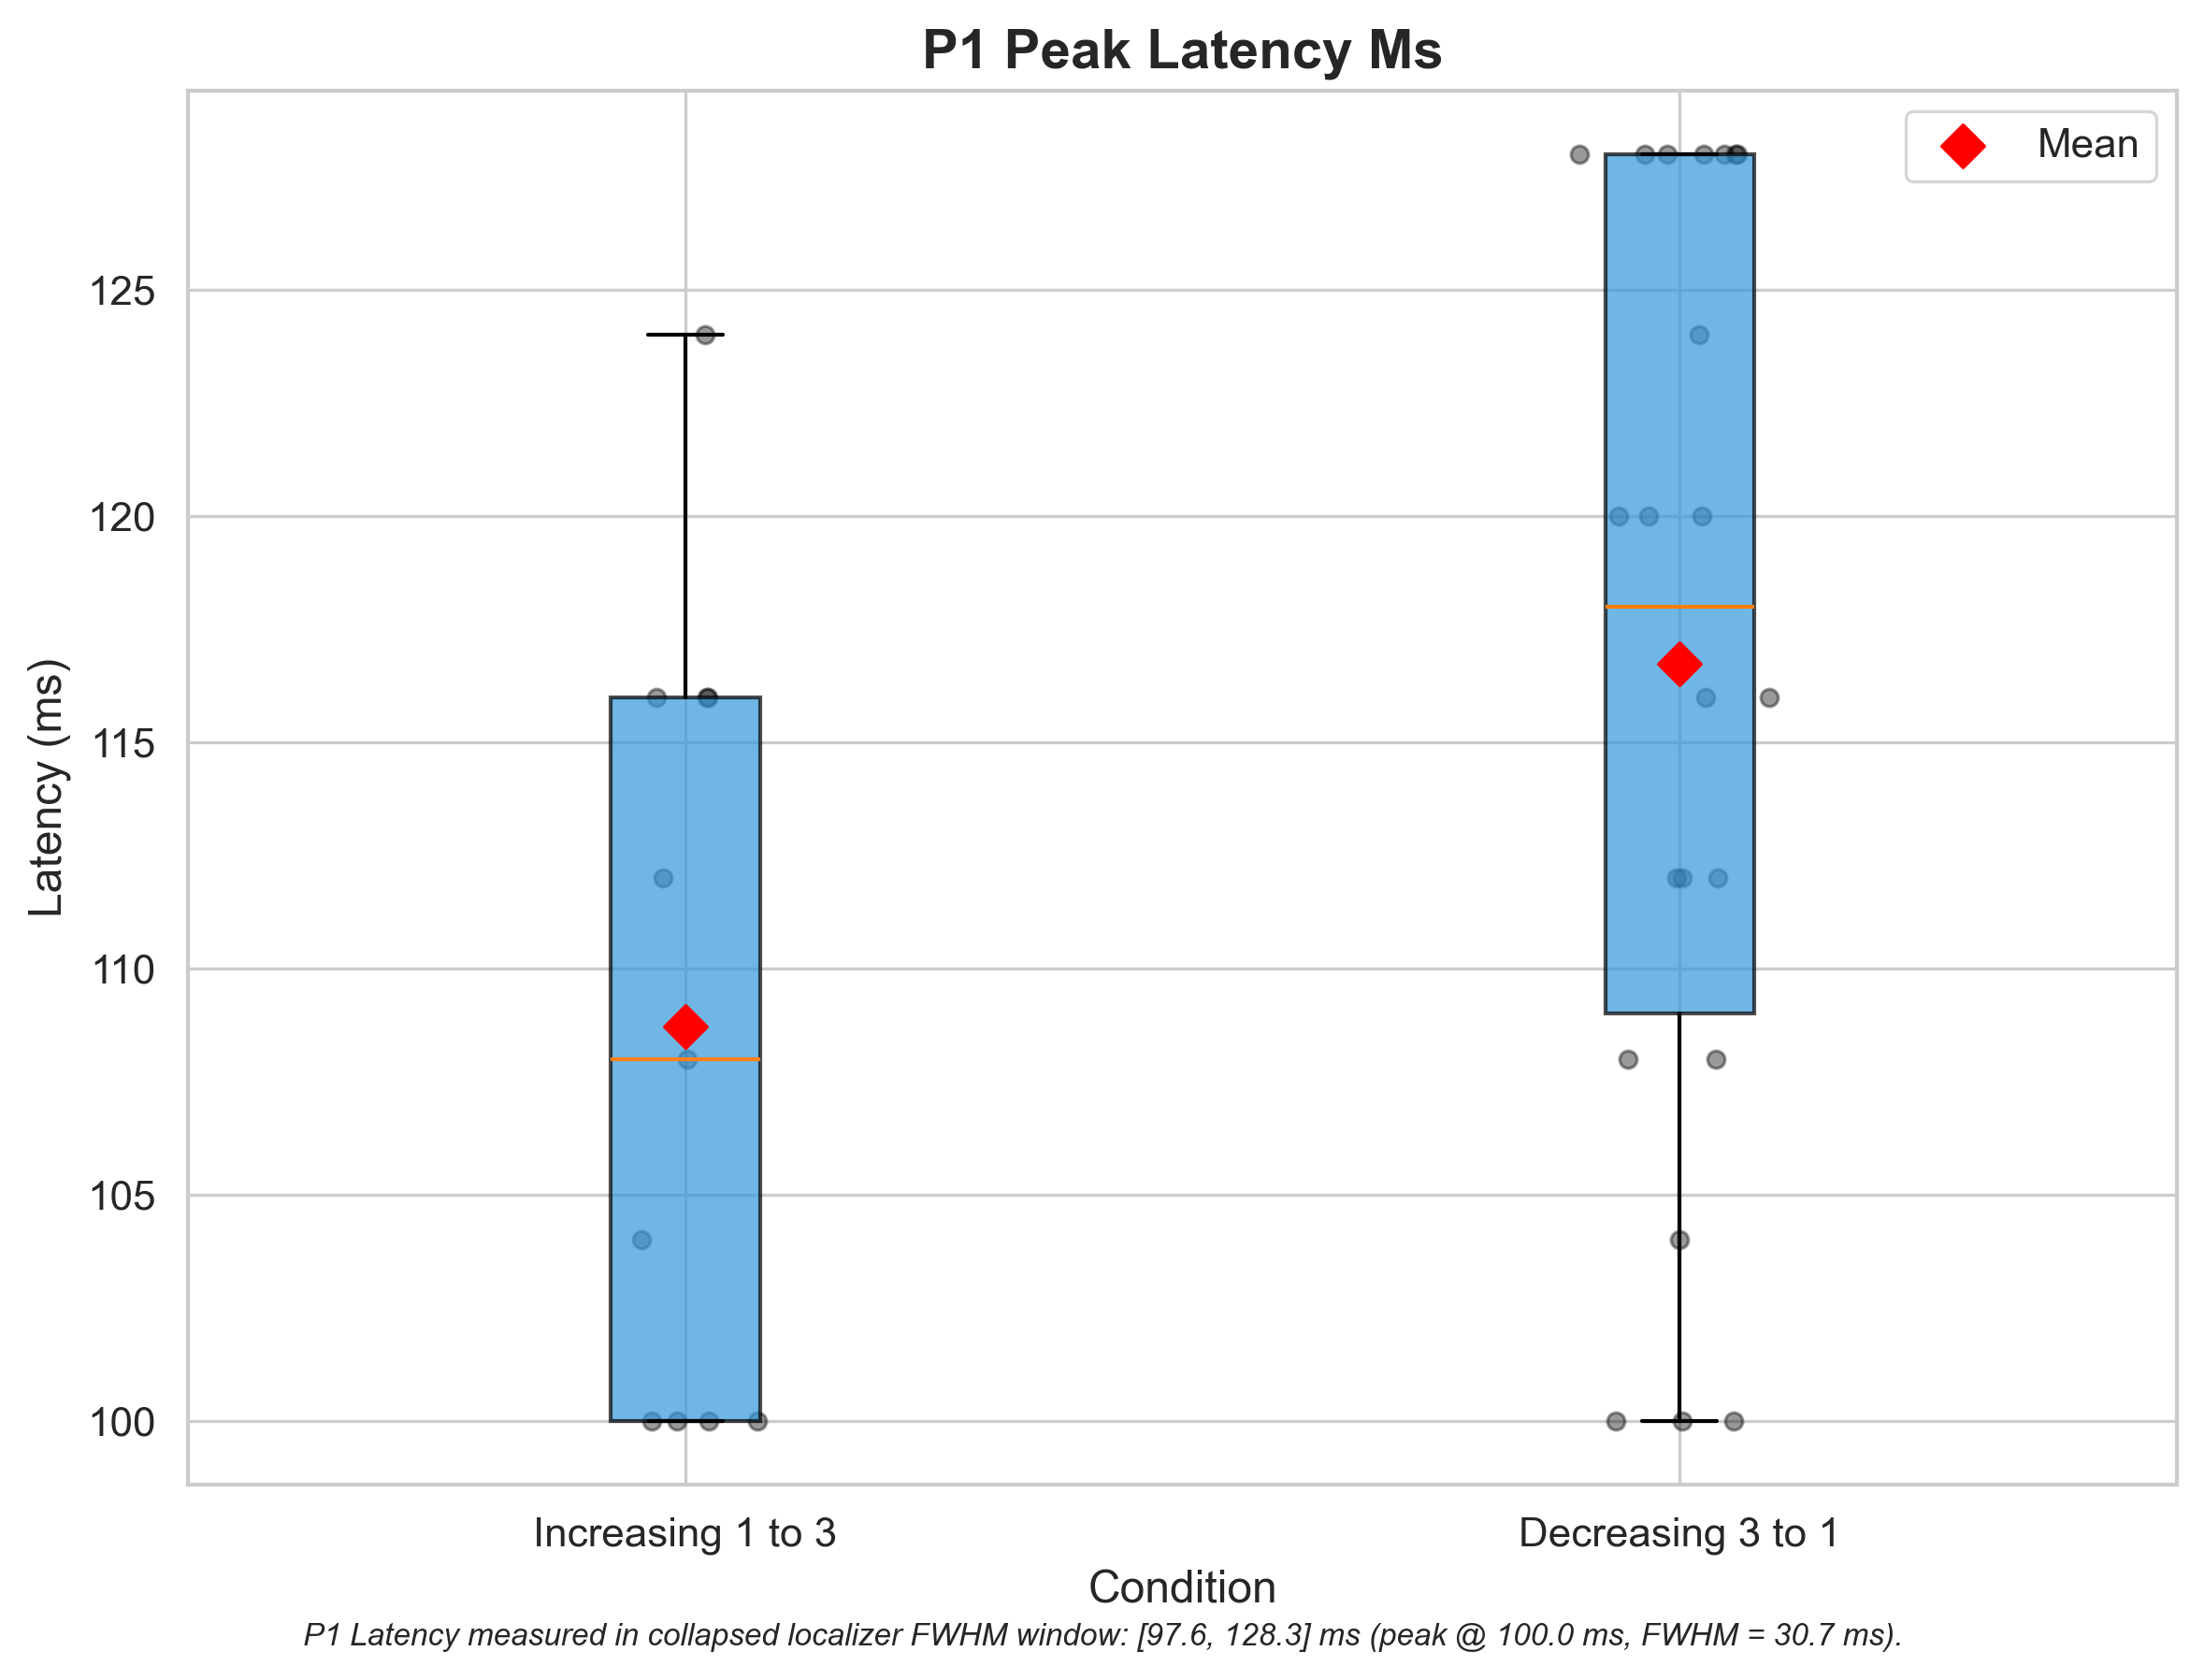 P1 Peak Latency Ms
Mean
Latency (ms)
125
120
115
110
105
100
Increasing 1 to 3
Decreasing 3 to 1
Condition
P1 Latency measured in collapsed localizer FWHM window: [97.6, 128.3] ms (peak @ 100.0 ms, FWHM = 30.7 ms).